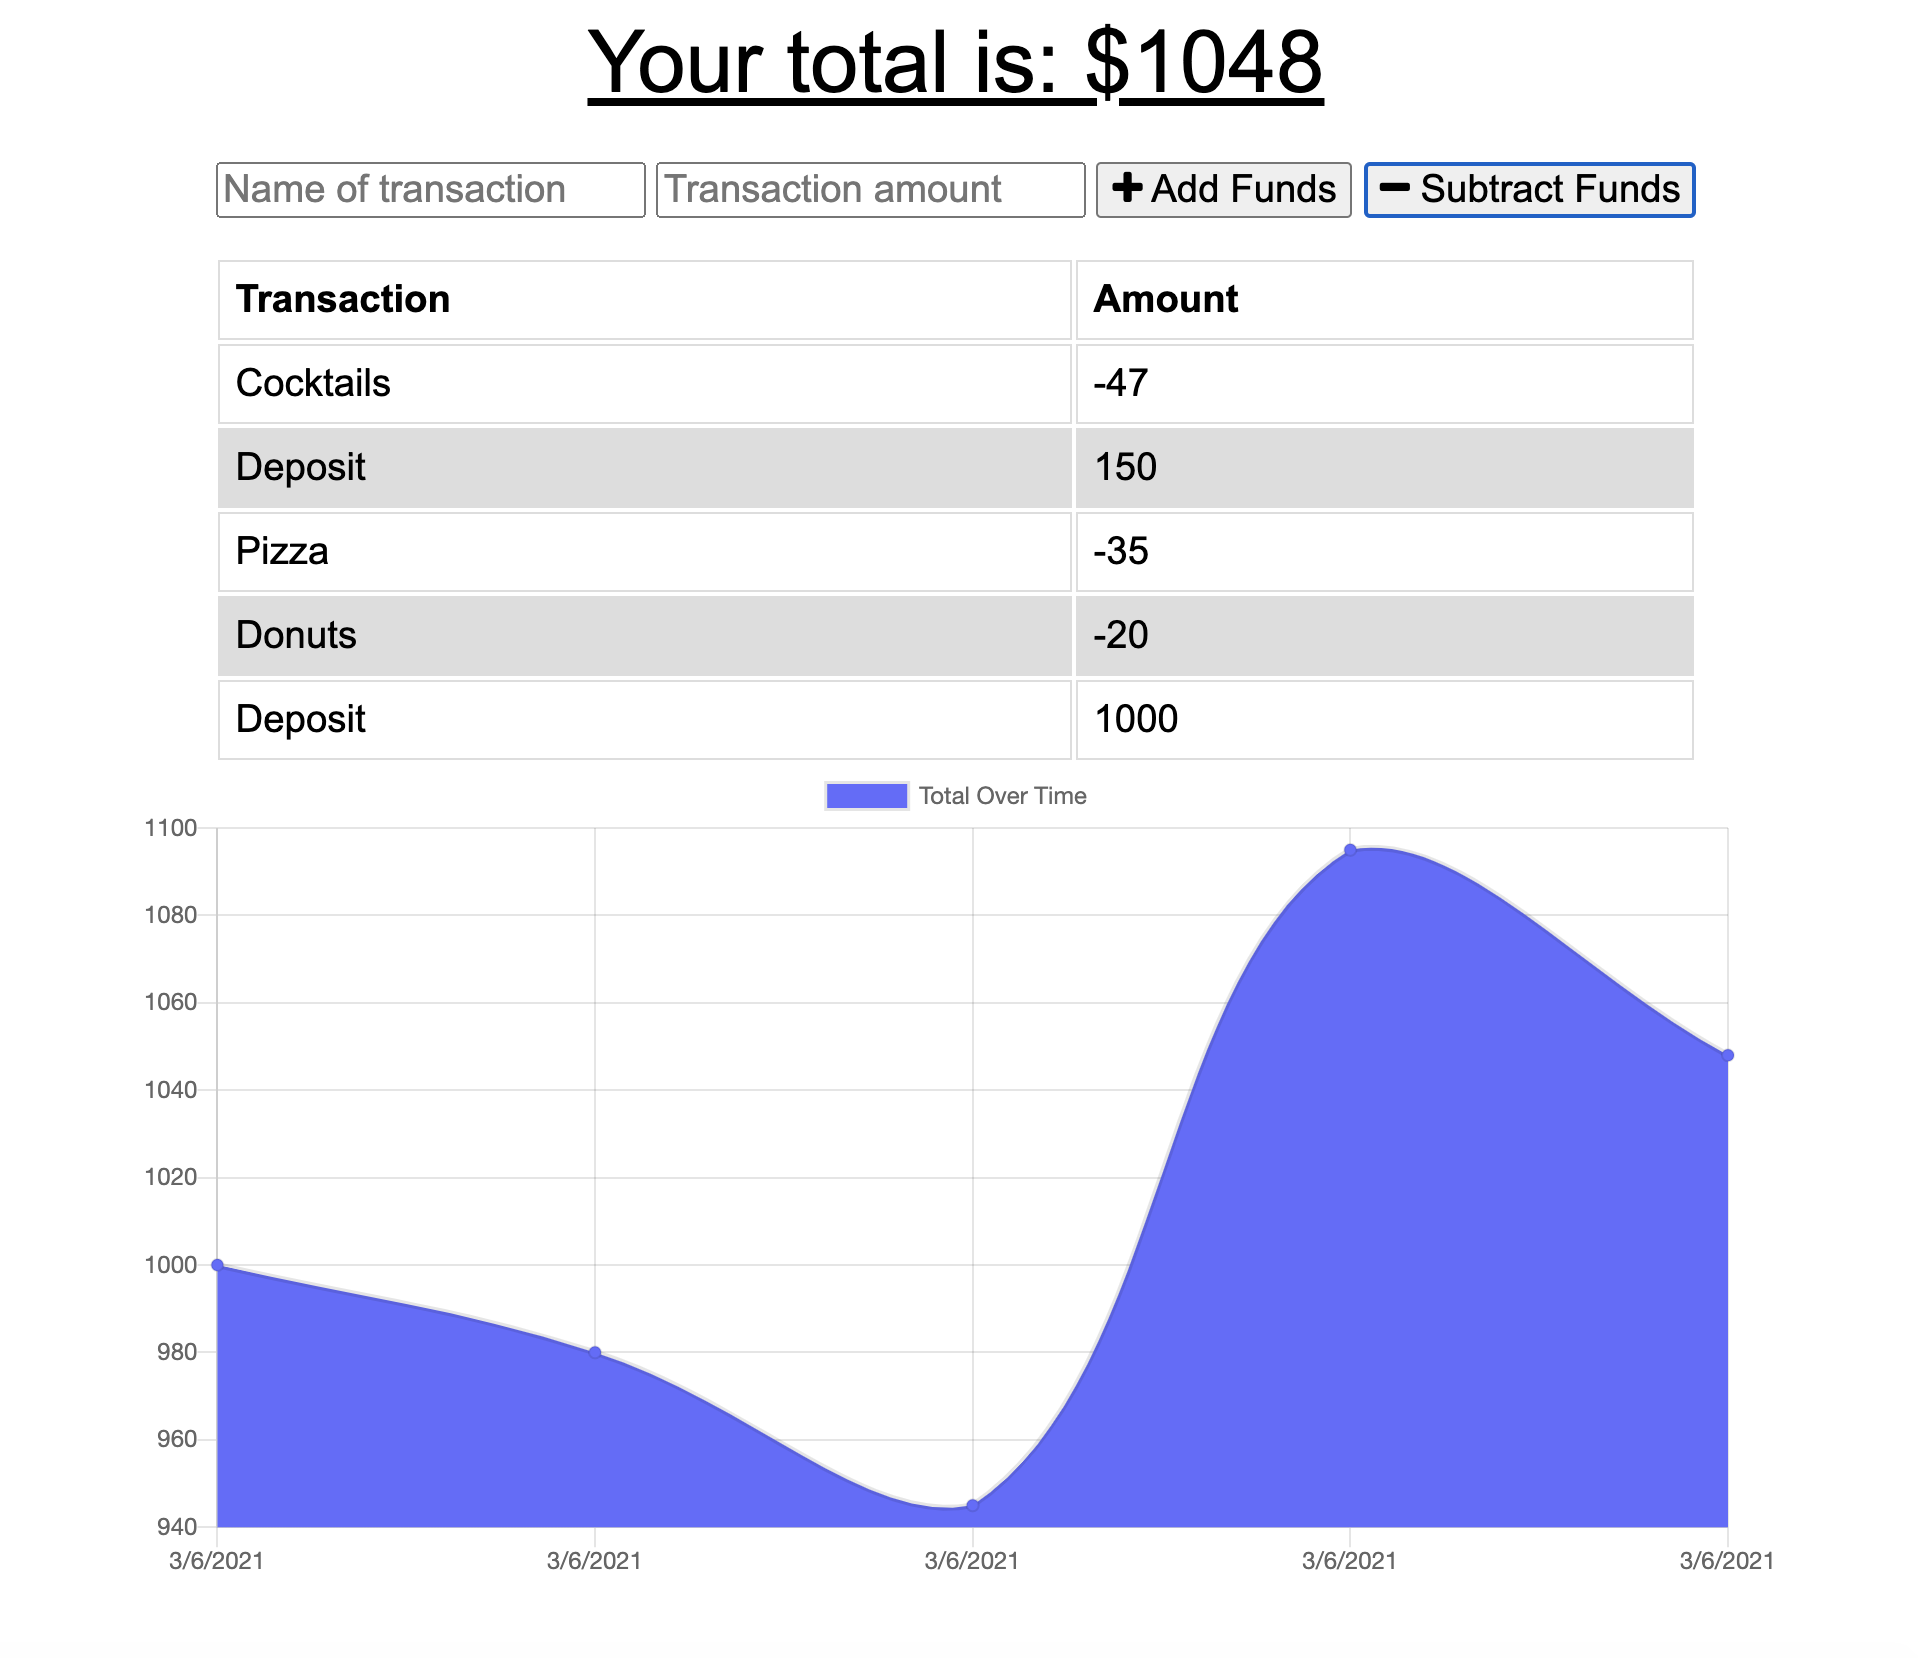 Your total is: $1048
Name of transaction Transaction amount Add Funds Subtract Funds
Transaction Amount
Cocktails -47
Deposit 150
Pizza -35
Donuts -20
Deposit 1000
Total Over Time
1100
1080
1060
1040
1020
1000
980
960
940
3/6/2021 3/6/2021 3/6/2021 3/6/2021 3/6/2021